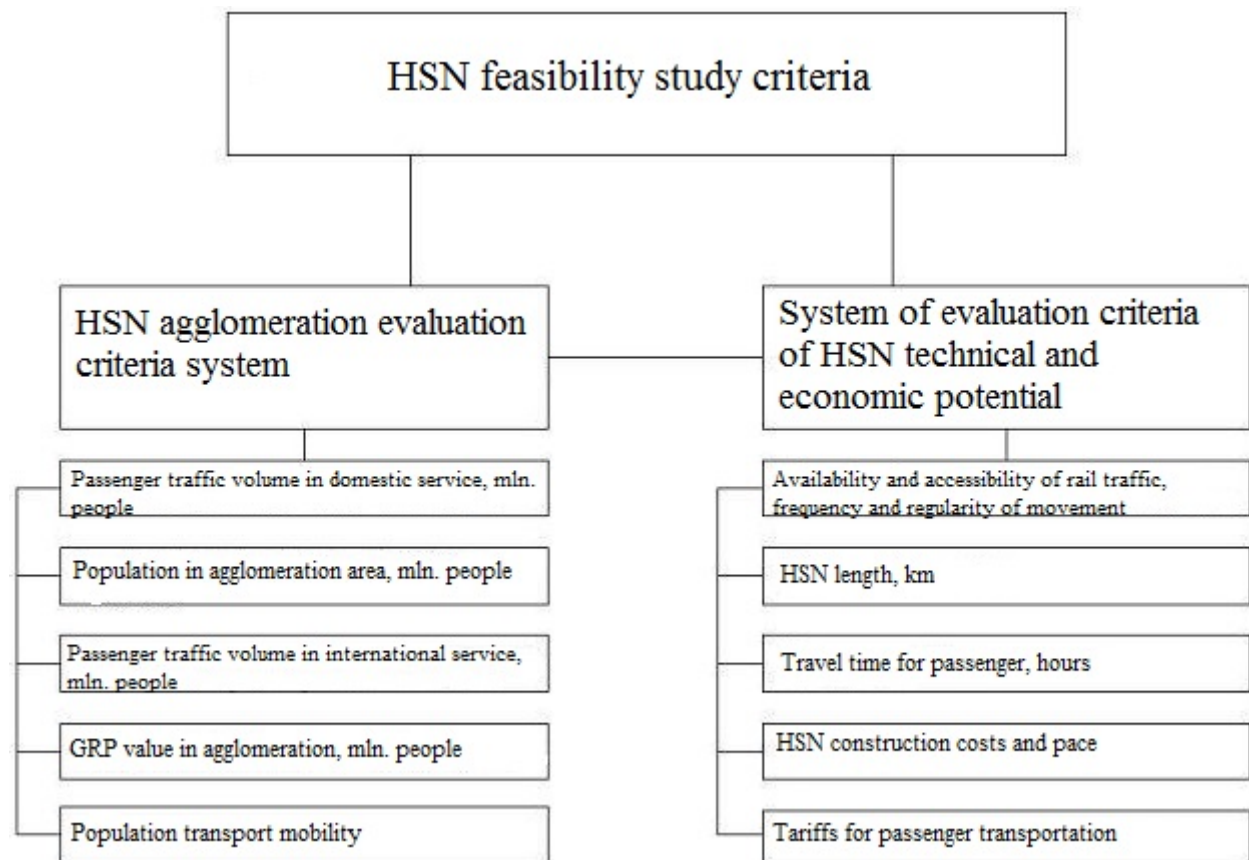 HSN feasibility study criteria
HSN agglomeration evaluation
criteria system
System of evaluation criteria
of HSN technical and
economic potential
Passenger traffic volume in domestic service, mln.
people
Population in agglomeration area, mln. people
Passenger traffic volume in international service,
mln. people
GRP value in agglomeration, mln. people
Population transport mobility
Availability and accessibility of rail traffic,
frequency and regularity of movement
HSN length, km
Travel time for passenger, hours
HSN construction costs and pace
Tariffs for passenger transportation